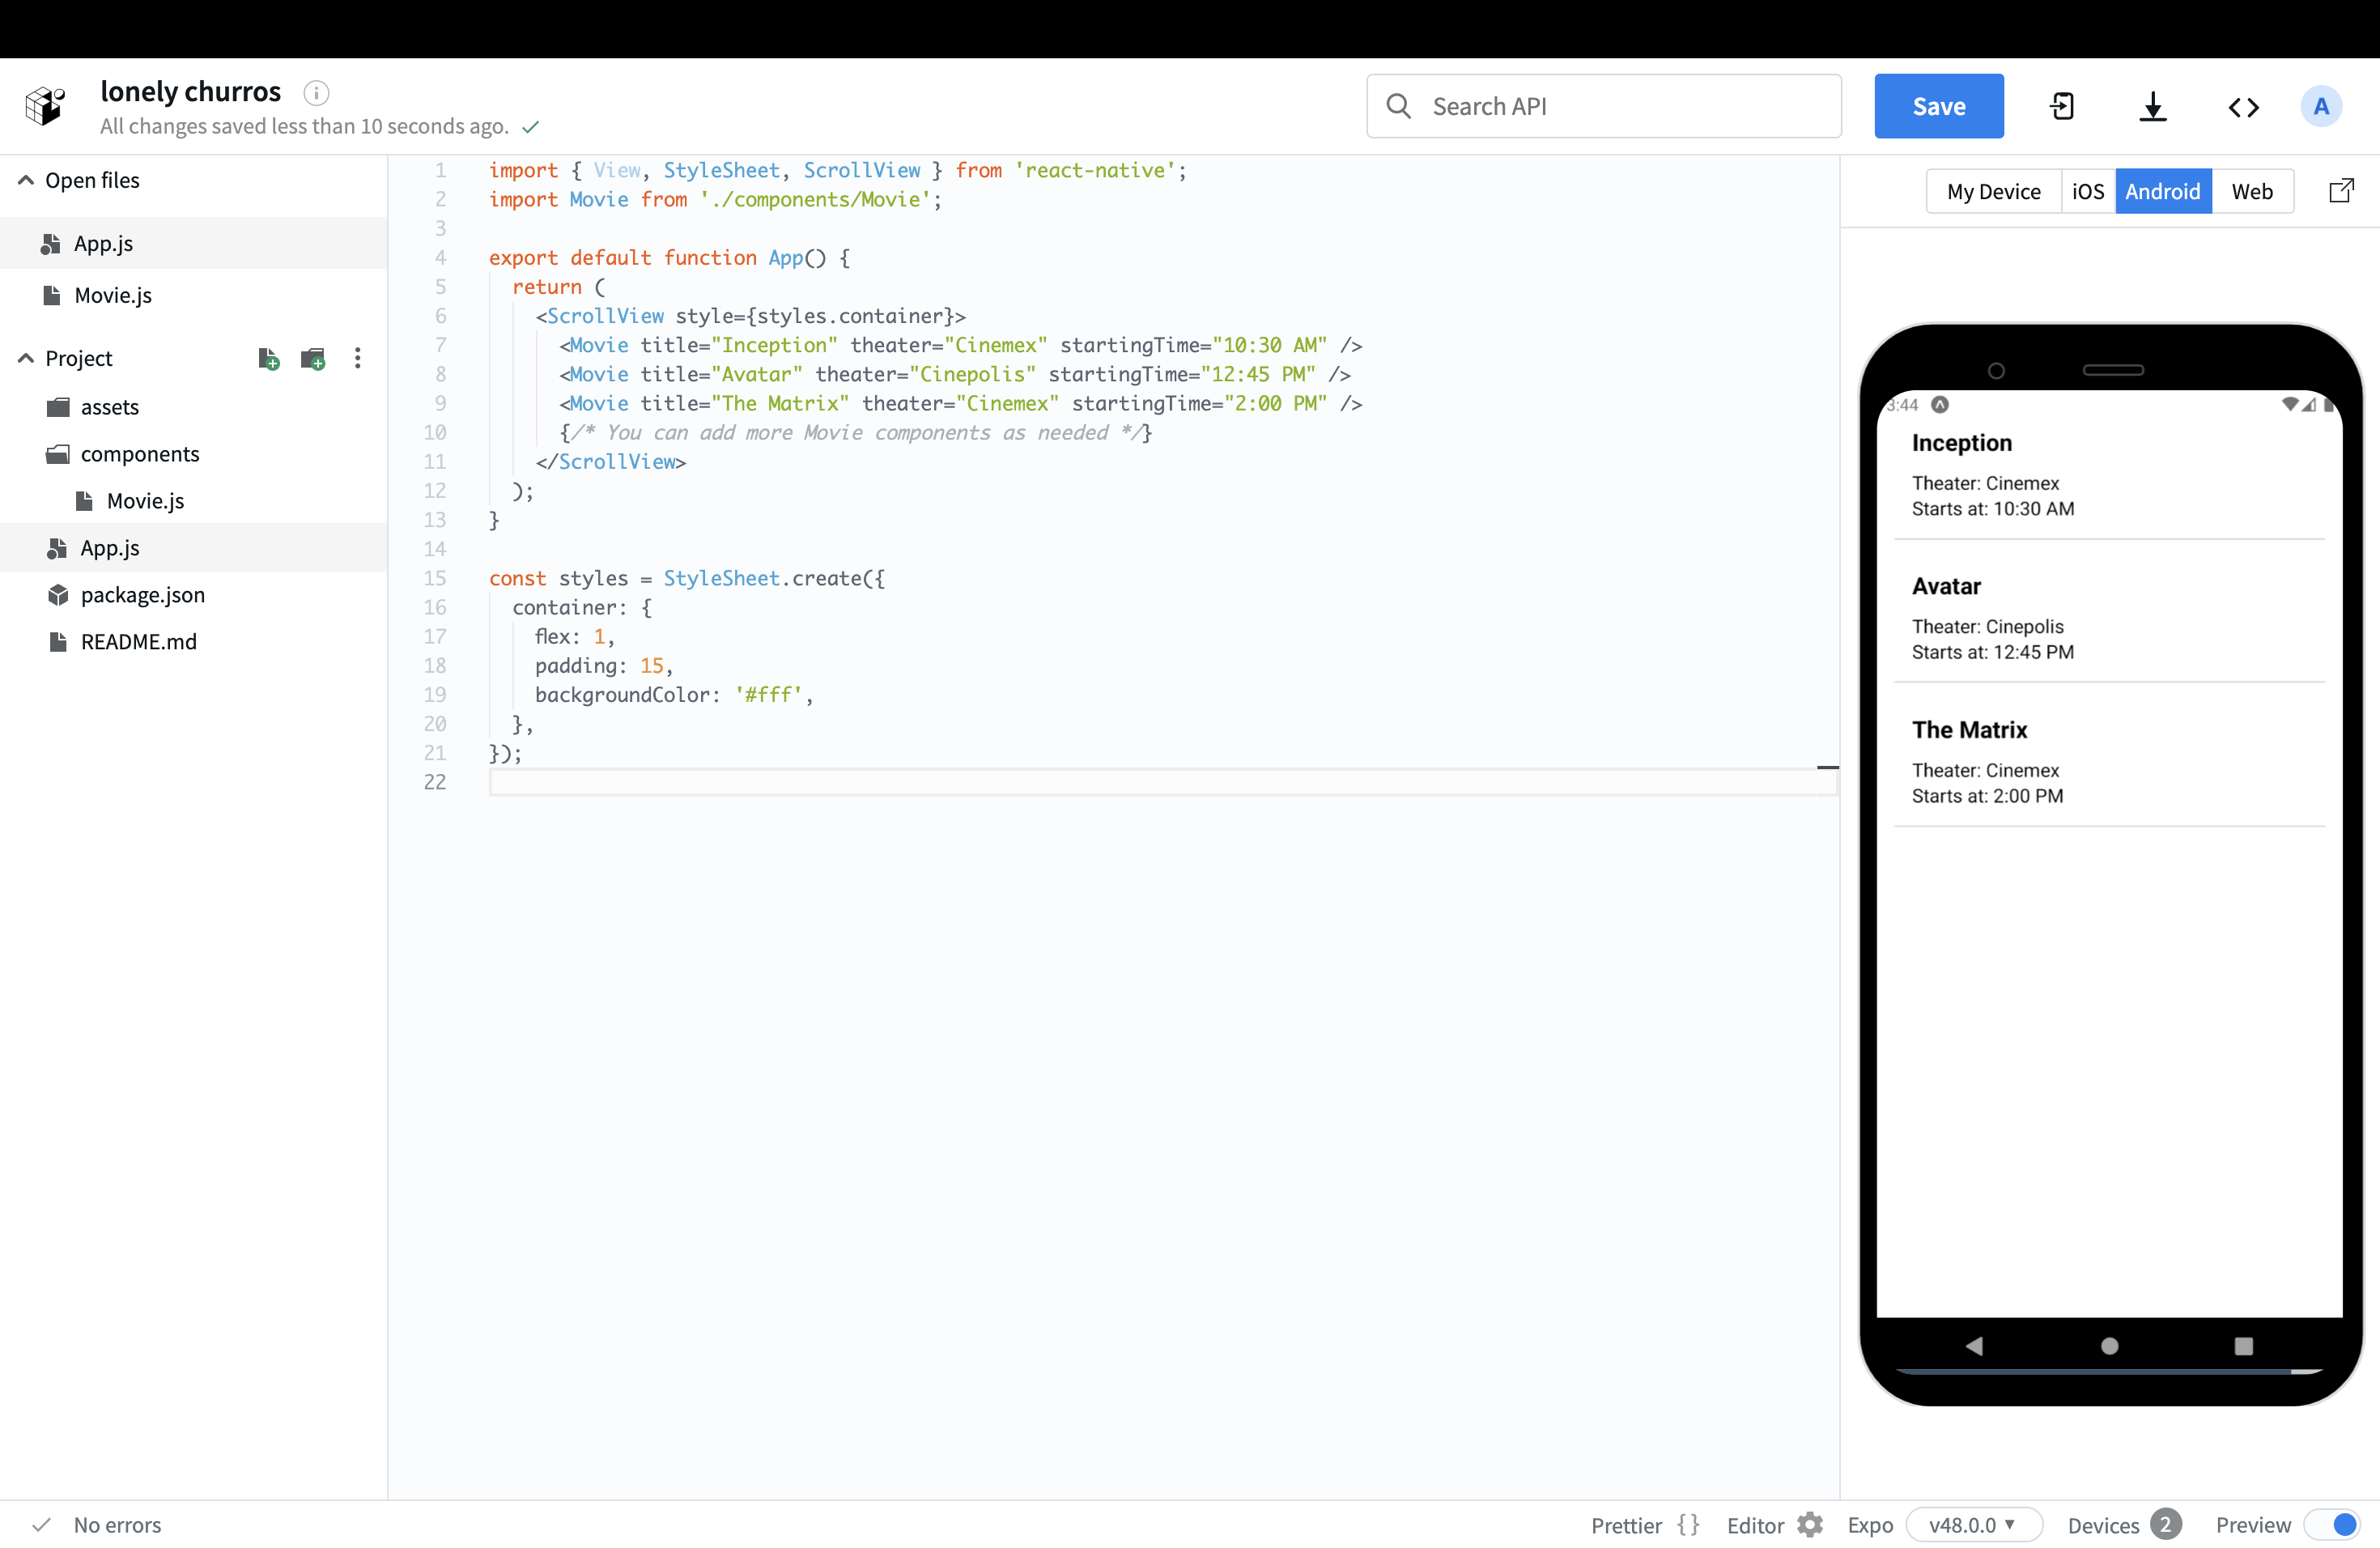 lonely churros
All changes saved less than 10 seconds ago.
Search API
Save
A
Open files
App.js
Movie.js
Project
assets
components
Movie.js
App.js
package.json
README.md
1 import { View, StyleSheet, ScrollView } from 'react-native';
2 import Movie from './components/Movie';
3
4 export default function App() {
5 return (
6 <ScrollView style={styles.container}>
7 <Movie title="Inception" theater="Cinemex" startingTime="10:30 AM" />
8 <Movie title="Avatar" theater="Cinepolis" startingTime="12:45 PM" />
9 <Movie title="The Matrix" theater="Cinemex" startingTime="2:00 PM" />
10 {/* You can add more Movie components as needed */}
11 </ScrollView>
12 );
13 }
14
15 const styles = StyleSheet.create({
16 container: {
17 flex: 1,
18 padding: 15,
19 backgroundColor: '#fff',
20 },
21 });
22
My Device iOS Android Web
3:44
Inception
Theater: Cinemex
Starts at: 10:30 AM
Avatar
Theater: Cinepolis
Starts at: 12:45 PM
The Matrix
Theater: Cinemex
Starts at: 2:00 PM
No errors
Prettier {} Editor Expo v48.0.0 Devices 2 Preview